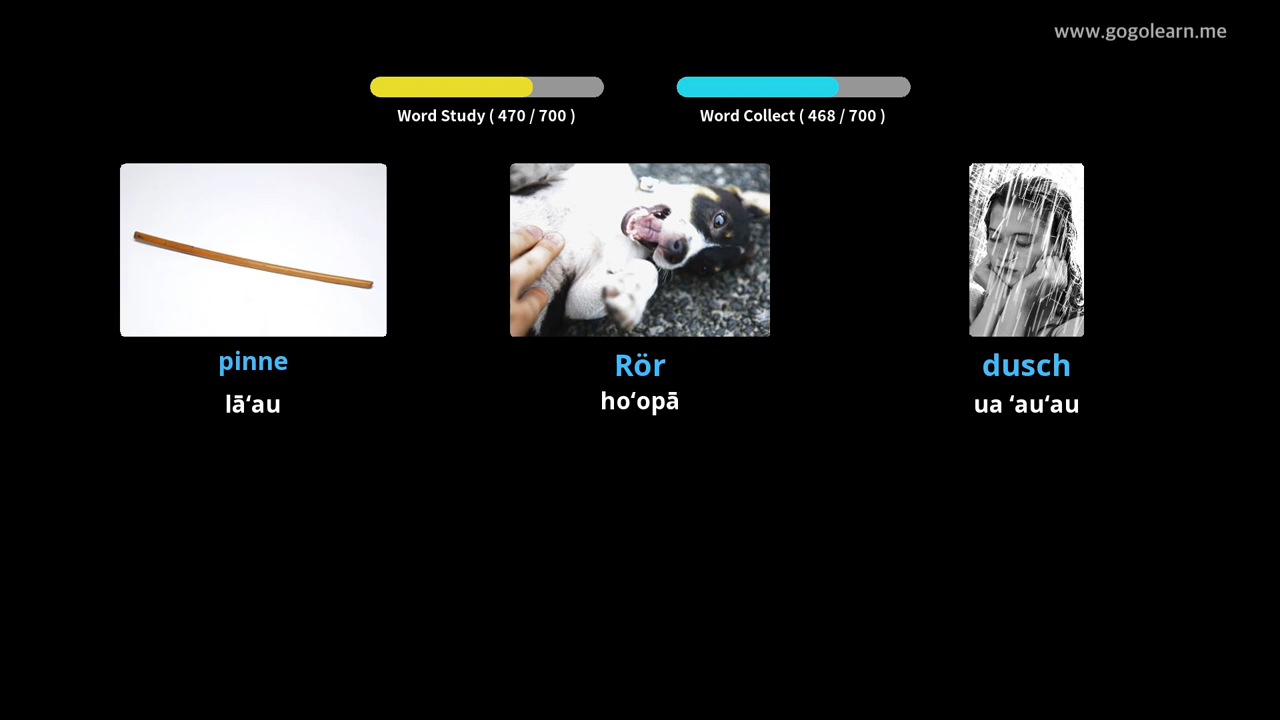 www.gogolearn.me
Word Study ( 470 / 700 )
Word Collect ( 468 / 700 )
pinne
Rör
dusch
lāʻau
hoʻopā
ua ʻauʻau